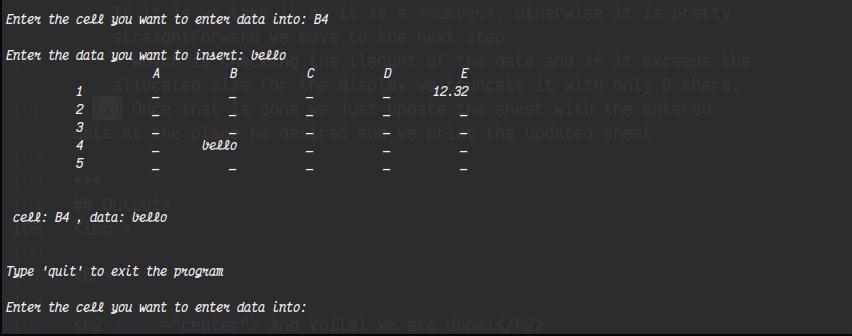 Enter the cell you want to enter data into: B4
Enter the data you want to insert: bello
A B C D E
1 _ _ _ _ 12.32
2 _ _ _ _ _
3 _ _ _ _ _
4 _ bello _ _ _
5 _ _ _ _ _
cell: B4 , data: bello
Type 'quit' to exit the program
Enter the cell you want to enter data into: